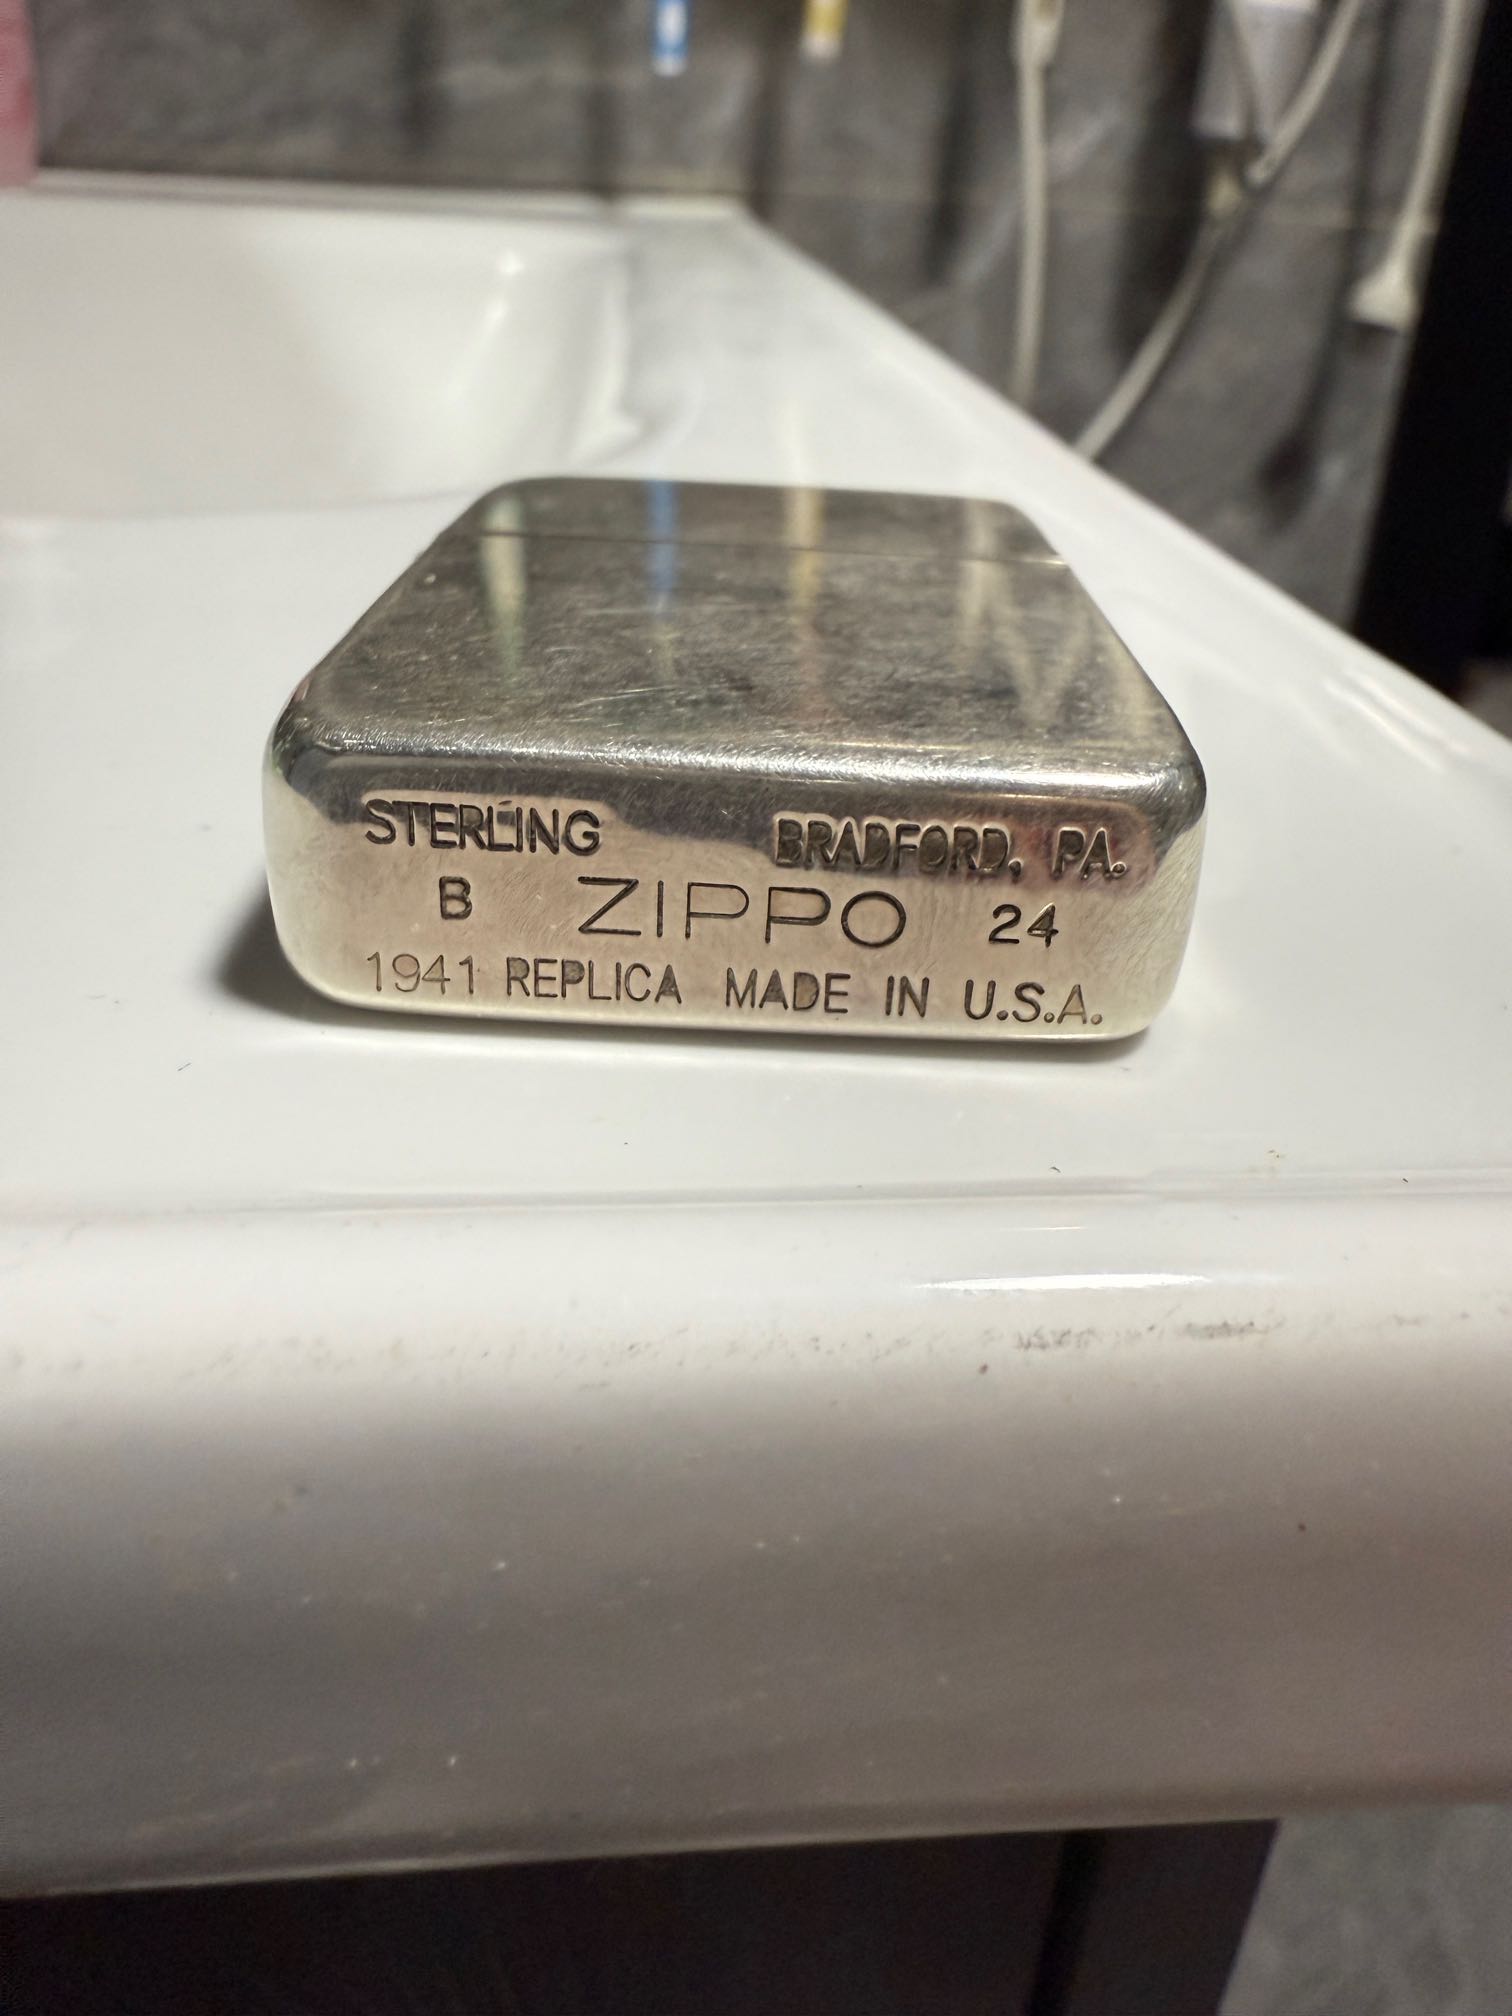 STERLING BRADFORD, PA.
B ZIPPO 24
1941 REPLICA MADE IN U.S.A.